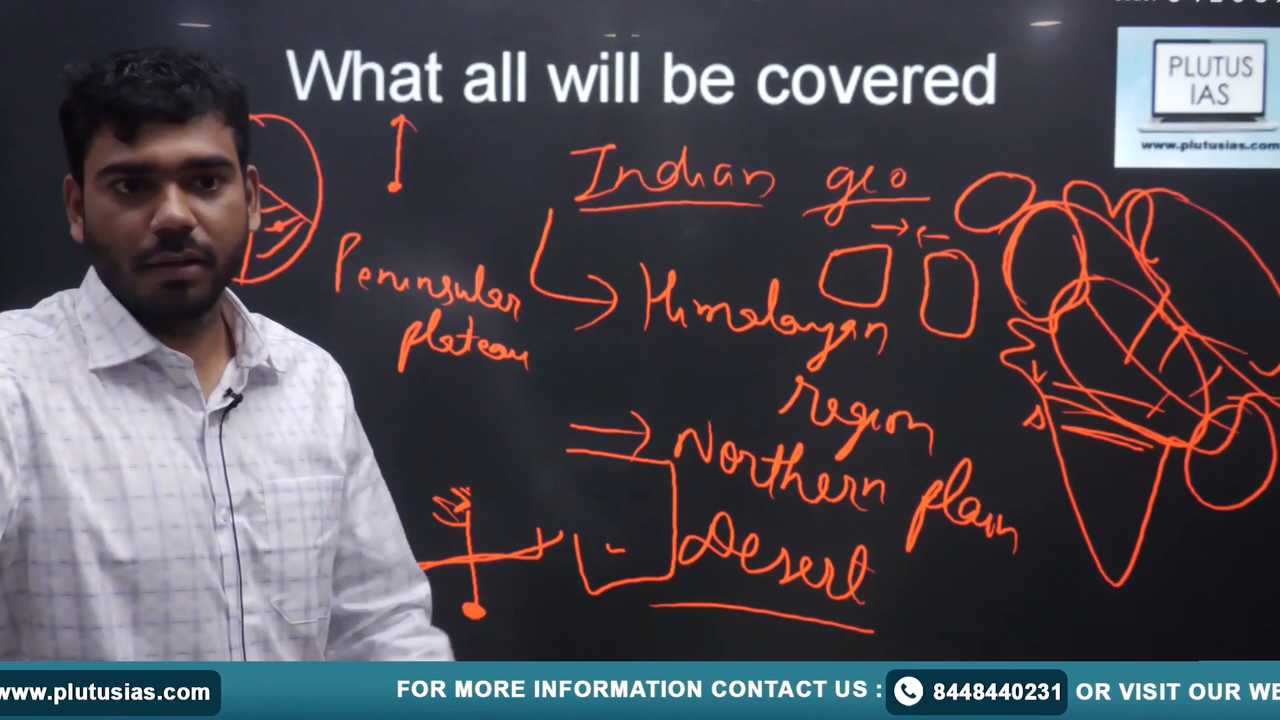 What all will be covered
PLUTUS
IAS
www.plutusias.com
Indian geo
Peninsular
plateau
Himalayan
region
Northern plain
Desert
www.plutusias.com
FOR MORE INFORMATION CONTACT US : 8448440231 OR VISIT OUR WE